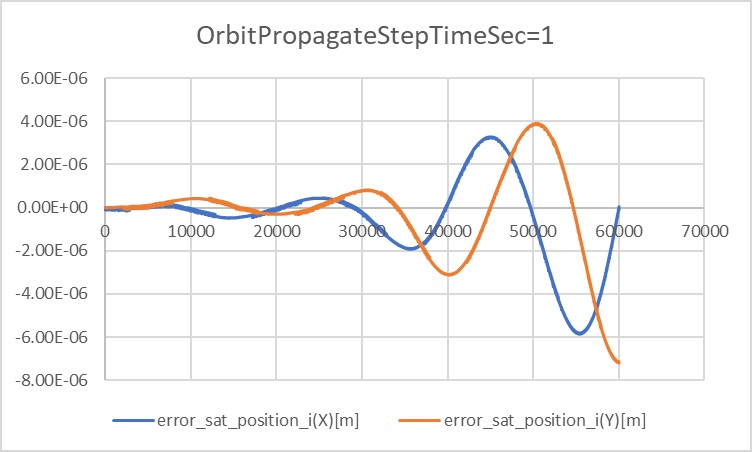 OrbitPropagateStepTimeSec=1
6.00E-06
4.00E-06
2.00E-06
0.00E+00
0 10000 20000 30000 40000 50000 60000 70000
-2.00E-06
-4.00E-06
-6.00E-06
-8.00E-06
error_sat_position_i(X)[m] error_sat_position_i(Y)[m]